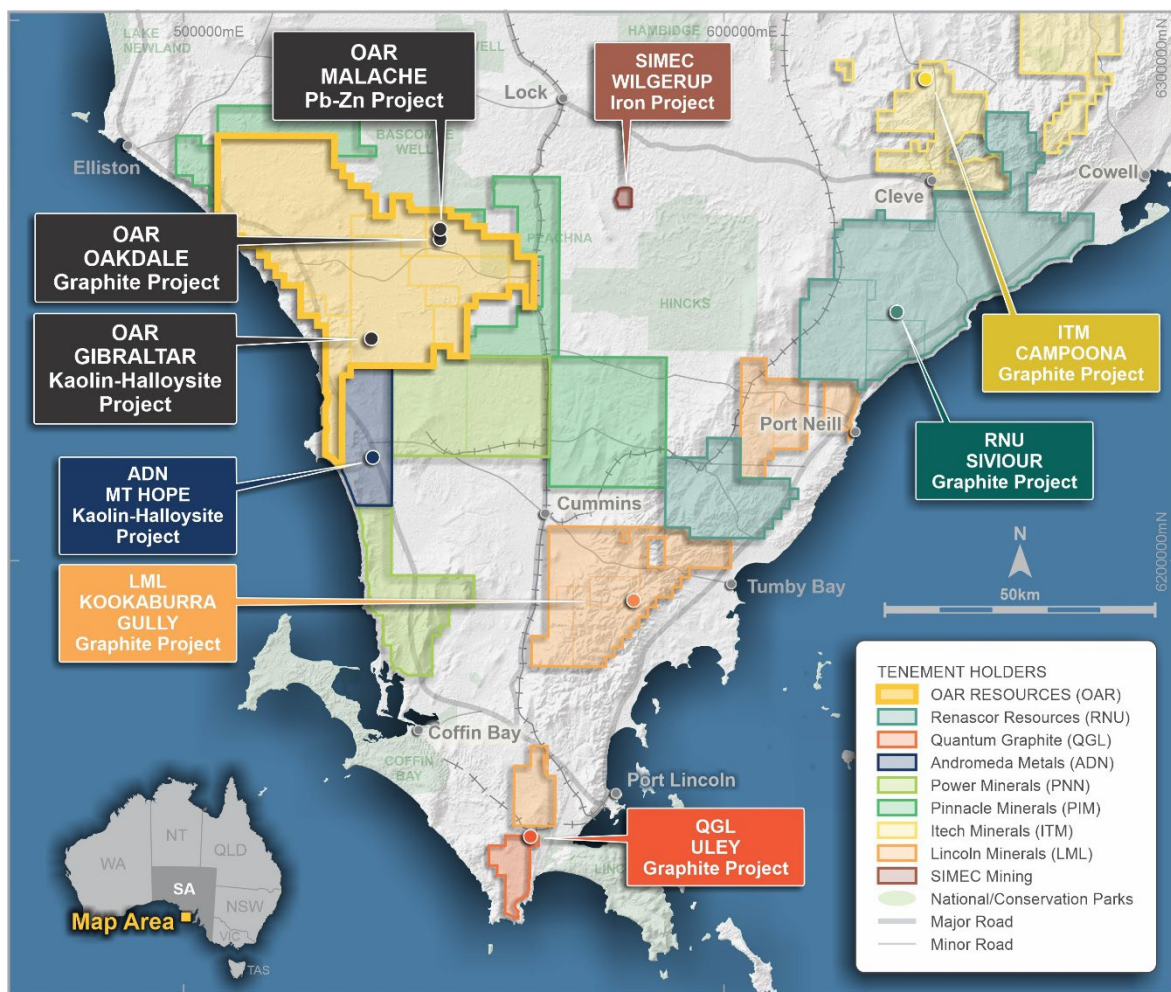 LAKE
NEWLAND
500000mE
WELL
HAMBIDGE
600000mE
6300000mN
OAR
MALACHE
Pb-Zn Project
SIMEC
WILGERUP
Iron Project
Lock
BASCOMBE
WELL
Elliston
Cleve
Cowell
OAR
OAKDALE
Graphite Project
HINCKS
OAR
GIBRALTAR
Kaolin-Halloysite
Project
ITM
CAMPOONA
Graphite Project
Port Neill
RNU
SIVIOUR
Graphite Project
ADN
MT HOPE
Kaolin-Halloysite
Project
Cummins
6200000mN
N
50km
LML
KOOKABURRA
GULLY
Graphite Project
Tumby Bay
Coffin Bay
COFFIN
BAY
Port Lincoln
QGL
ULEY
Graphite Project
TENEMENT HOLDERS
OAR RESOURCES (OAR)
Renascor Resources (RNU)
Quantum Graphite (QGL)
Andromeda Metals (ADN)
Power Minerals (PNN)
Pinnacle Minerals (PIM)
Itech Minerals (ITM)
Lincoln Minerals (LML)
SIMEC Mining
National/Conservation Parks
Major Road
Minor Road
WA
NT
QLD
SA
NSW
VIC
TAS
Map Area